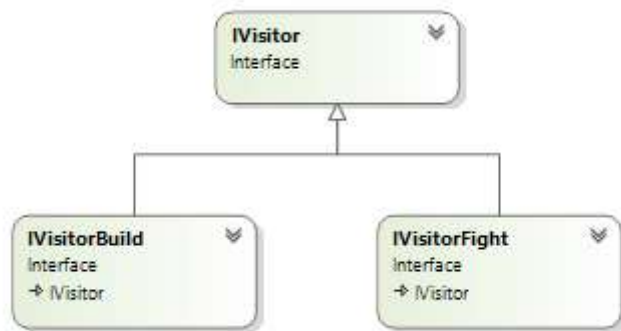 IVisitor
Interface
IVisitorBuild
Interface
IVisitor
IVisitorFight
Interface
IVisitor